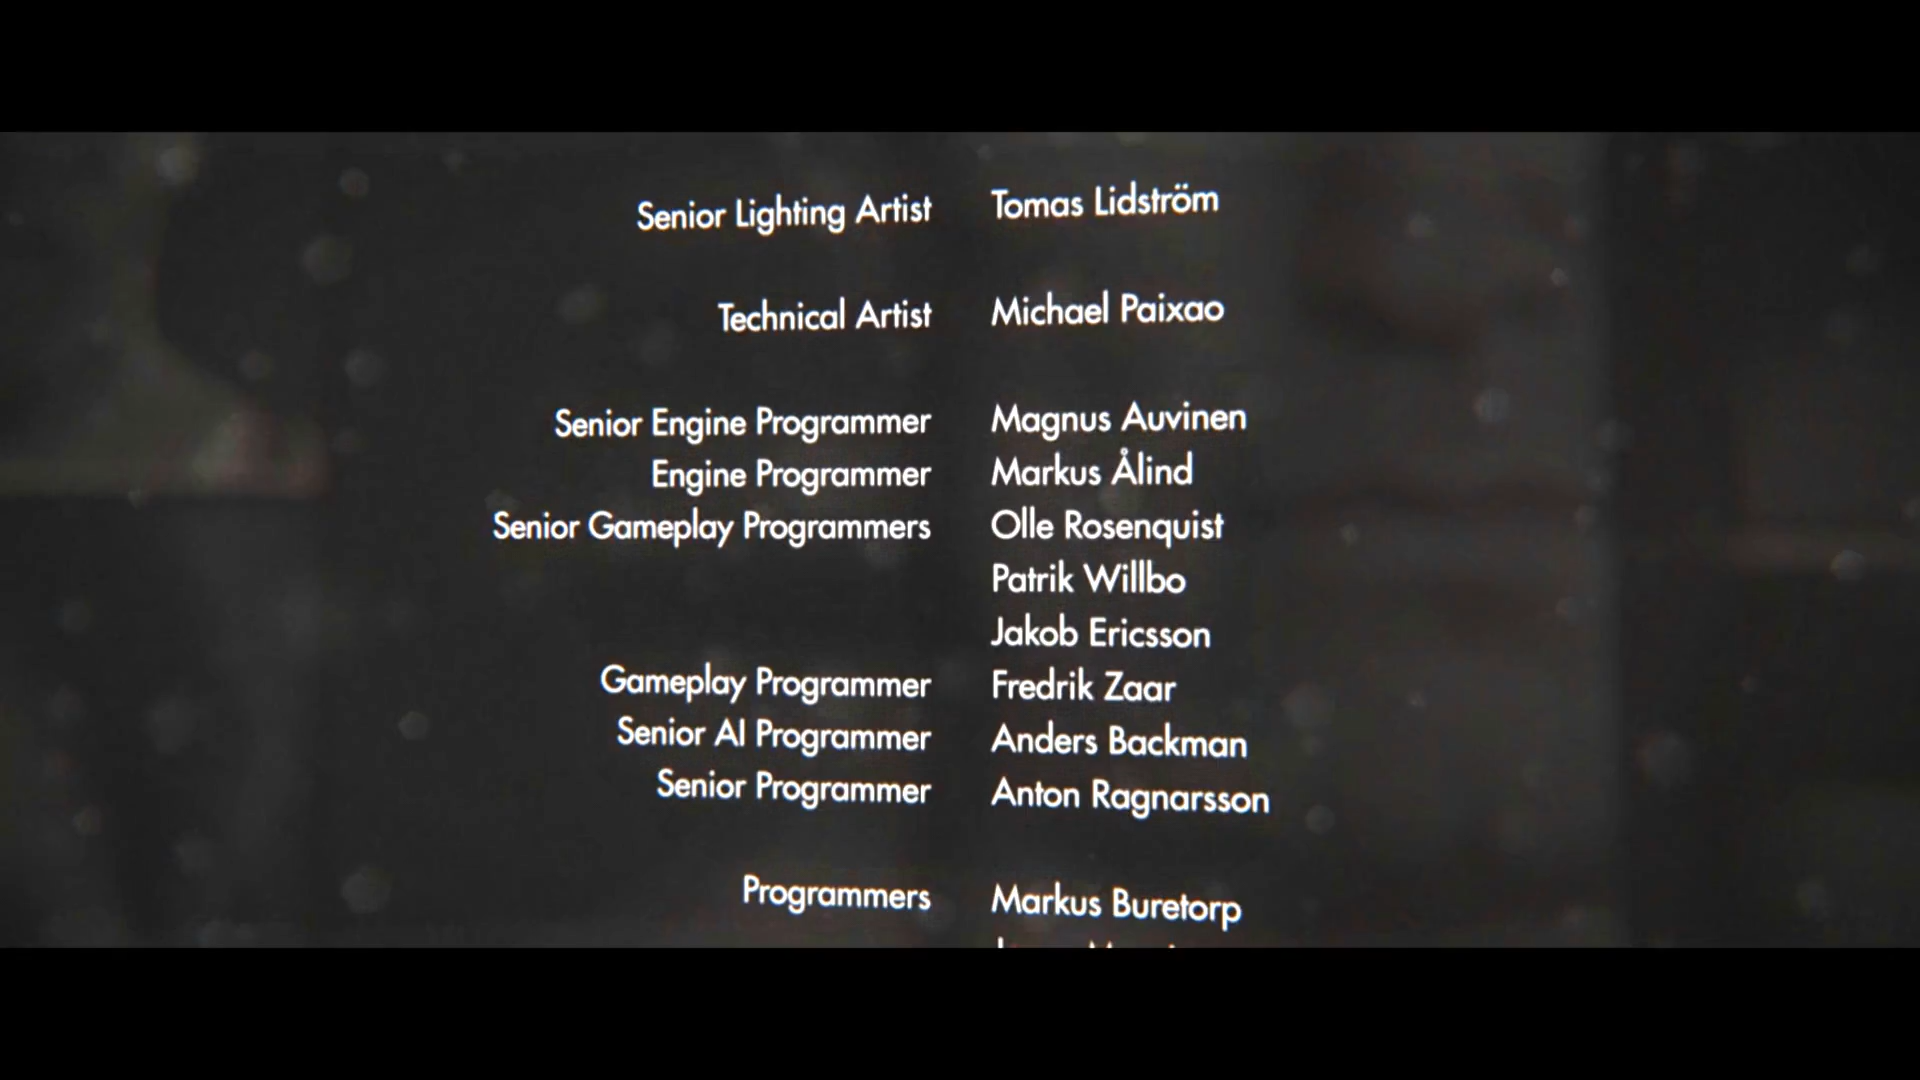 Senior Lighting Artist Tomas Lidström
Technical Artist Michael Paixao
Senior Engine Programmer Magnus Auvinen
Engine Programmer Markus Ålind
Senior Gameplay Programmers Olle Rosenquist
Patrik Willbo
Jakob Ericsson
Gameplay Programmer Fredrik Zaar
Senior AI Programmer Anders Backman
Senior Programmer Anton Ragnarsson
Programmers Markus Buretorp